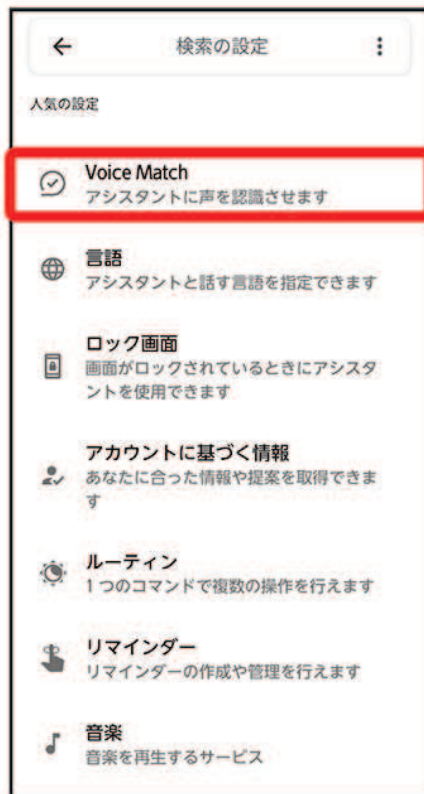 検索の設定
人気の設定
Voice Match
アシスタントに声を認識させます
言語
アシスタントと話す言語を指定できます
ロック画面
画面がロックされているときにアシスタ
ントを使用できます
アカウントに基づく情報
あなたに合った情報や提案を取得できま
す
ルーティン
1 つのコマンドで複数の操作を行えます
リマインダー
リマインダーの作成や管理を行えます
音楽
音楽を再生するサービス